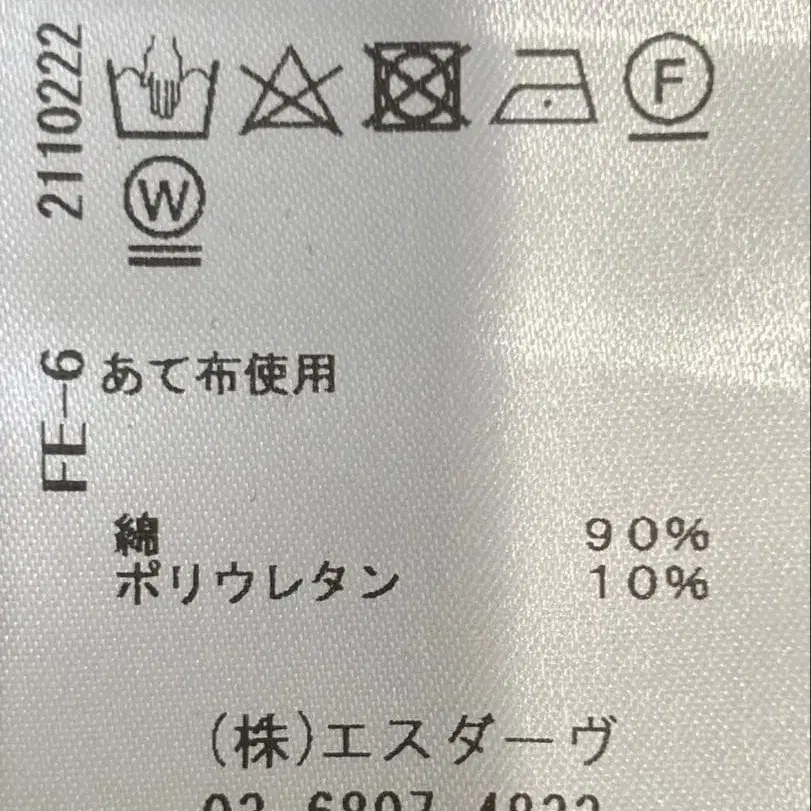 2110222
F
W
FE-6
あて布使用
綿 90%
ポリウレタン 10%
(株)エスダーヴ